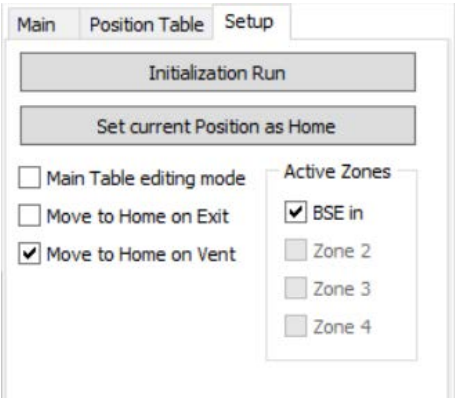 Main Position Table Setup
Initialization Run
Set current Position as Home
Main Table editing mode
Move to Home on Exit
Move to Home on Vent
Active Zones
BSE in
Zone 2
Zone 3
Zone 4